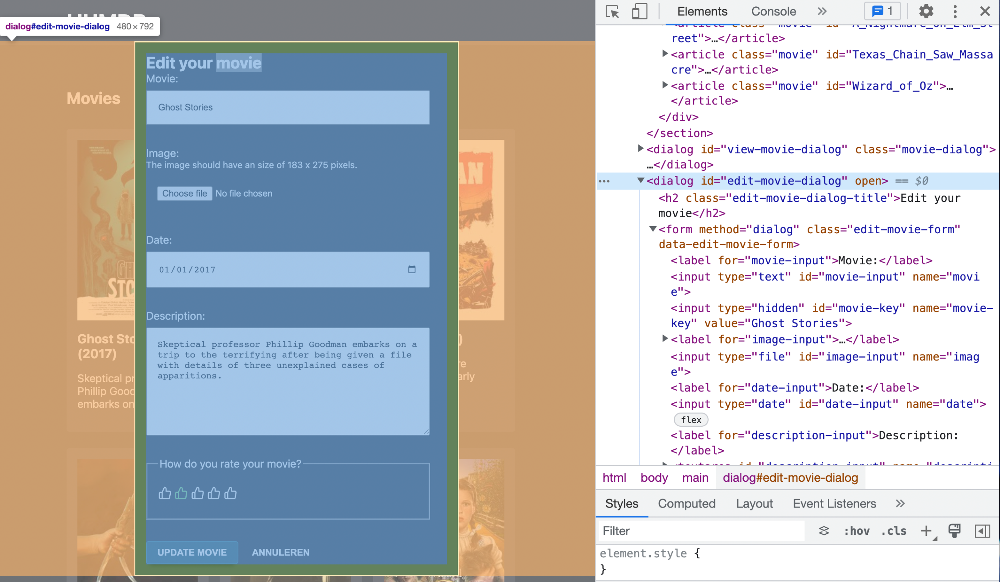 dialog#edit-movie-dialog 480 × 792
Movies
Edit your movie
Movie:
Ghost Stories
Image:
The image should have an size of 183 x 275 pixels.
Choose file No file chosen
Date:
01/01/2017
Description:
Skeptical professor Phillip Goodman embarks on a
trip to the terrifying after being given a file
with details of three unexplained cases of
apparitions.
How do you rate your movie?
UPDATE MOVIE ANNULEREN
Ghost Sto
(2017)
Skeptical pr
Phillip Good
embarks on
)
re
arly
Elements Console » 1
reet">…</article>
<article class="movie" id="Texas_Chain_Saw_Massa
cre">…</article>
<article class="movie" id="Wizard_of_Oz">…
</article>
</div>
</section>
<dialog id="view-movie-dialog" class="movie-dialog">
…</dialog>
<dialog id="edit-movie-dialog" open> == $0
<h2 class="edit-movie-dialog-title">Edit your
movie</h2>
<form method="dialog" class="edit-movie-form"
data-edit-movie-form>
<label for="movie-input">Movie:</label>
<input type="text" id="movie-input" name="movi
e">
<input type="hidden" id="movie-key" name="movie-
key" value="Ghost Stories">
<label for="image-input">…</label>
<input type="file" id="image-input" name="imag
e">
<label for="date-input">Date:</label>
<input type="date" id="date-input" name="date">
flex
<label for="description-input">Description:
</label>
html body main dialog#edit-movie-dialog
Styles Computed Layout Event Listeners »
Filter :hov .cls
element.style {
}